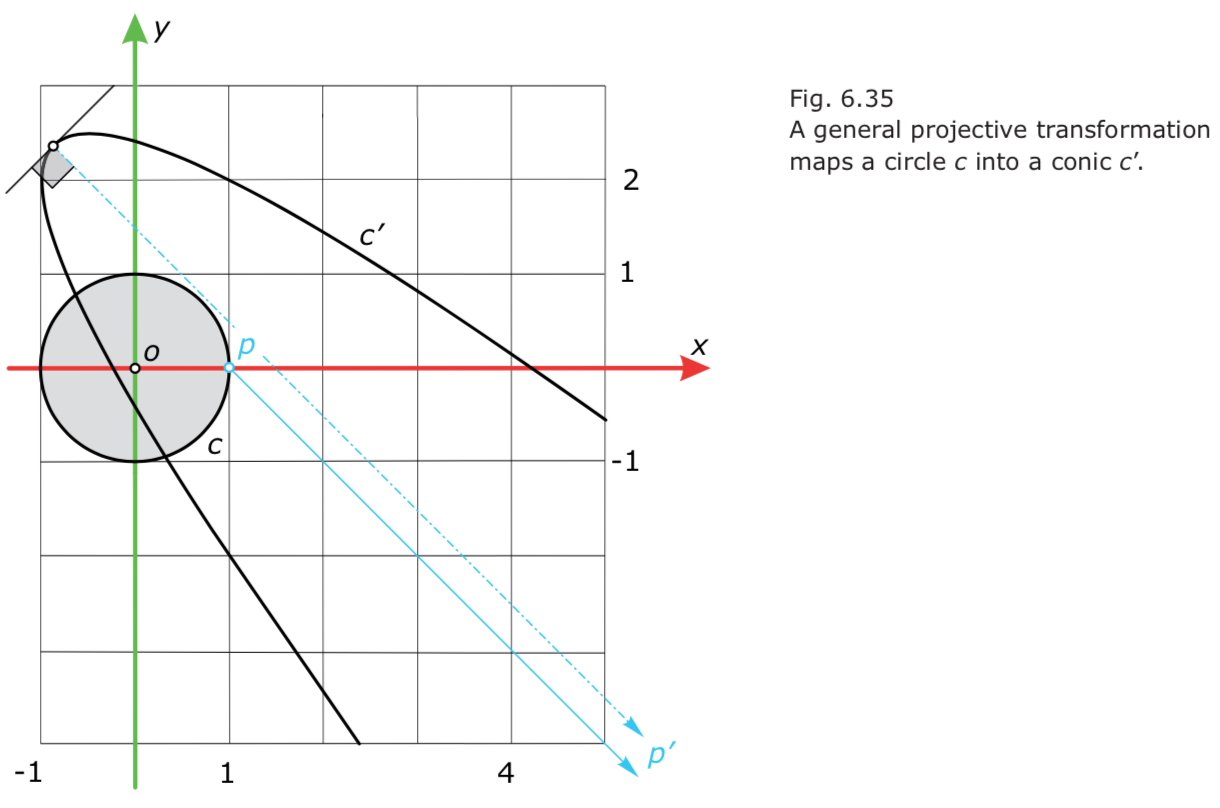 y
Fig. 6.35
A general projective transformation
maps a circle c into a conic c′.
2
c′
1
o
p
x
c
-1
p′
-1
1
4